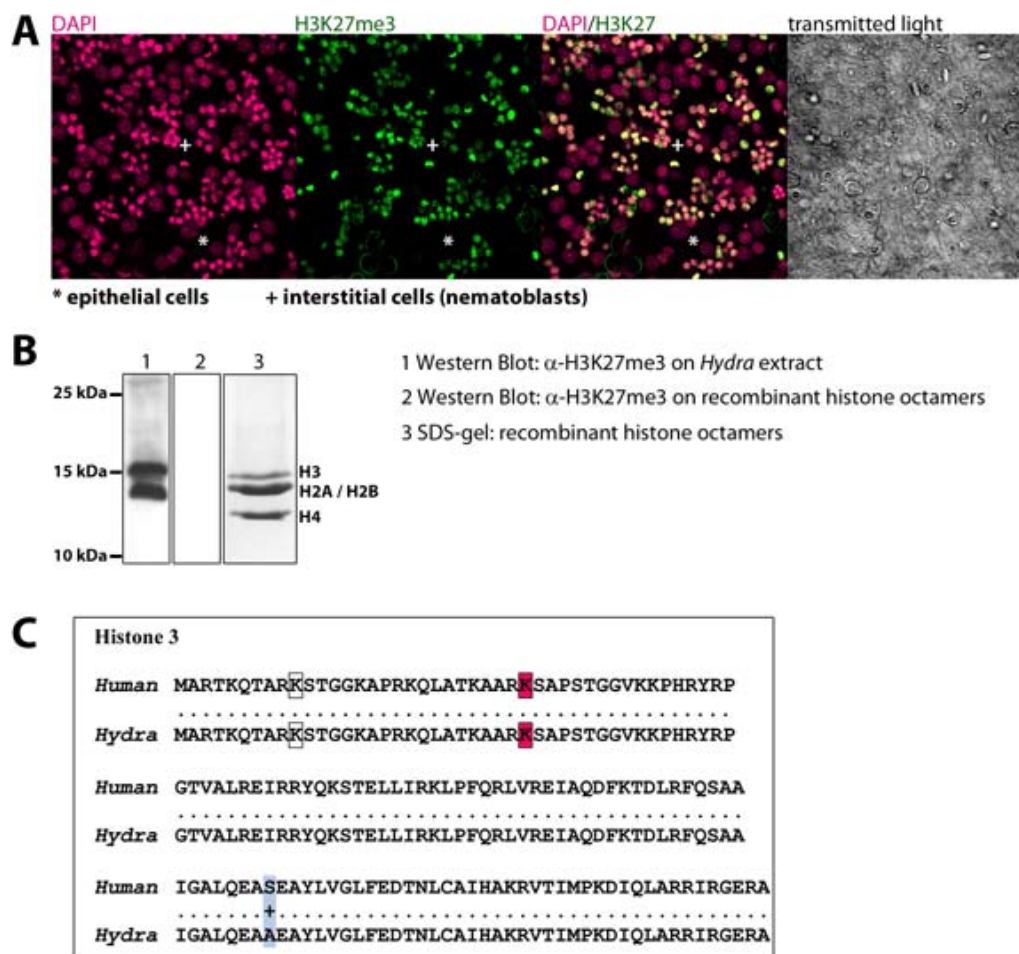 A
DAPI H3K27me3 DAPI/H3K27 transmitted light
+ + +
* * *
* epithelial cells + interstitial cells (nematoblasts)
B
1 2 3
25 kDa
15 kDa
10 kDa
H3
H2A / H2B
H4
1 Western Blot: α-H3K27me3 on Hydra extract
2 Western Blot: α-H3K27me3 on recombinant histone octamers
3 SDS-gel: recombinant histone octamers
C
Histone 3
Human MARTKQTARKSTGGKAPRKQLATKAARKSAPSTGGVKKPHRYRP
Hydra MARTKQTARKSTGGKAPRKQLATKAARKSAPSTGGVKKPHRYRP
Human GTVALREIRRYQKSTELLIRKLPFQRLVREIAQDFKTDLRFQSAA
Hydra GTVALREIRRYQKSTELLIRKLPFQRLVREIAQDFKTDLRFQSAA
Human IGALQEASEAYLVGLFEDTNLCAIHAKRVTIMPKDIQLARRIRGERA
+
Hydra IGALQEAAEAYLVGLFEDTNLCAIHAKRVTIMPKDIQLARRIRGERA